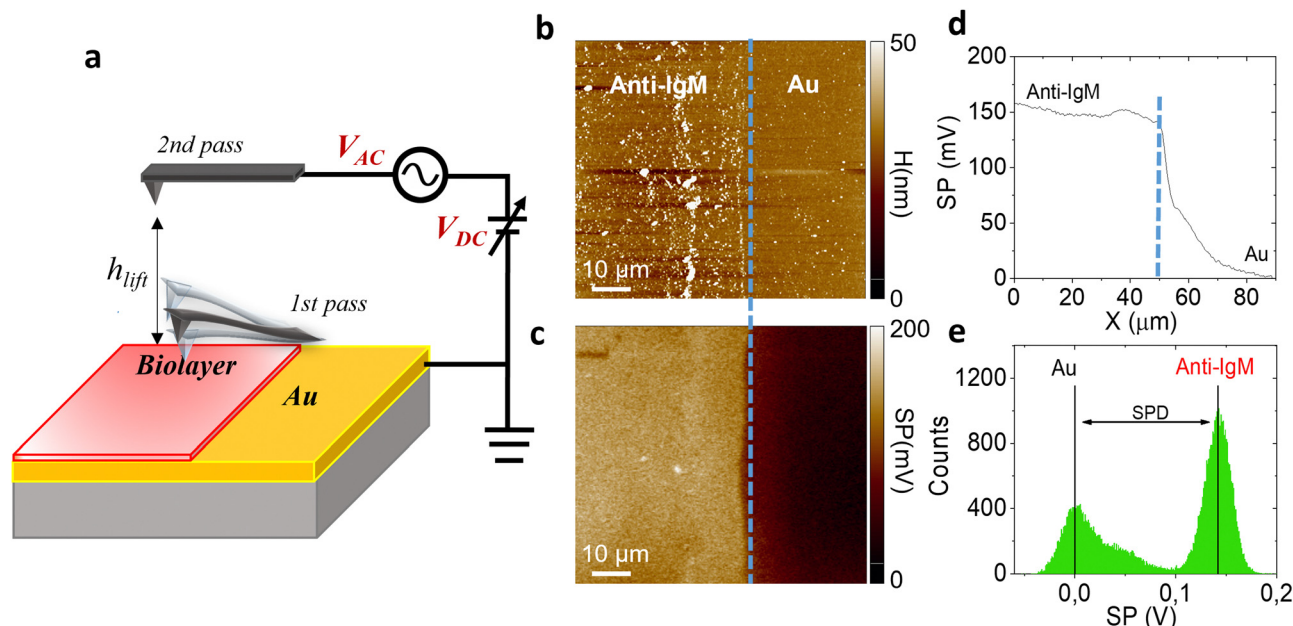 a
2nd pass
V_AC
V_DC
h_lift
1st pass
Biolayer
Au
b
Anti-IgM
Au
10 µm
50
H(nm)
0
c
10 µm
200
SP(mV)
0
d
200
150
100
50
0
SP (mV)
Anti-IgM
Au
0 20 40 60 80
X (µm)
e
1200
900
600
400
0
Counts
Au
Anti-IgM
SPD
0,0 0,1 0,2
SP (V)